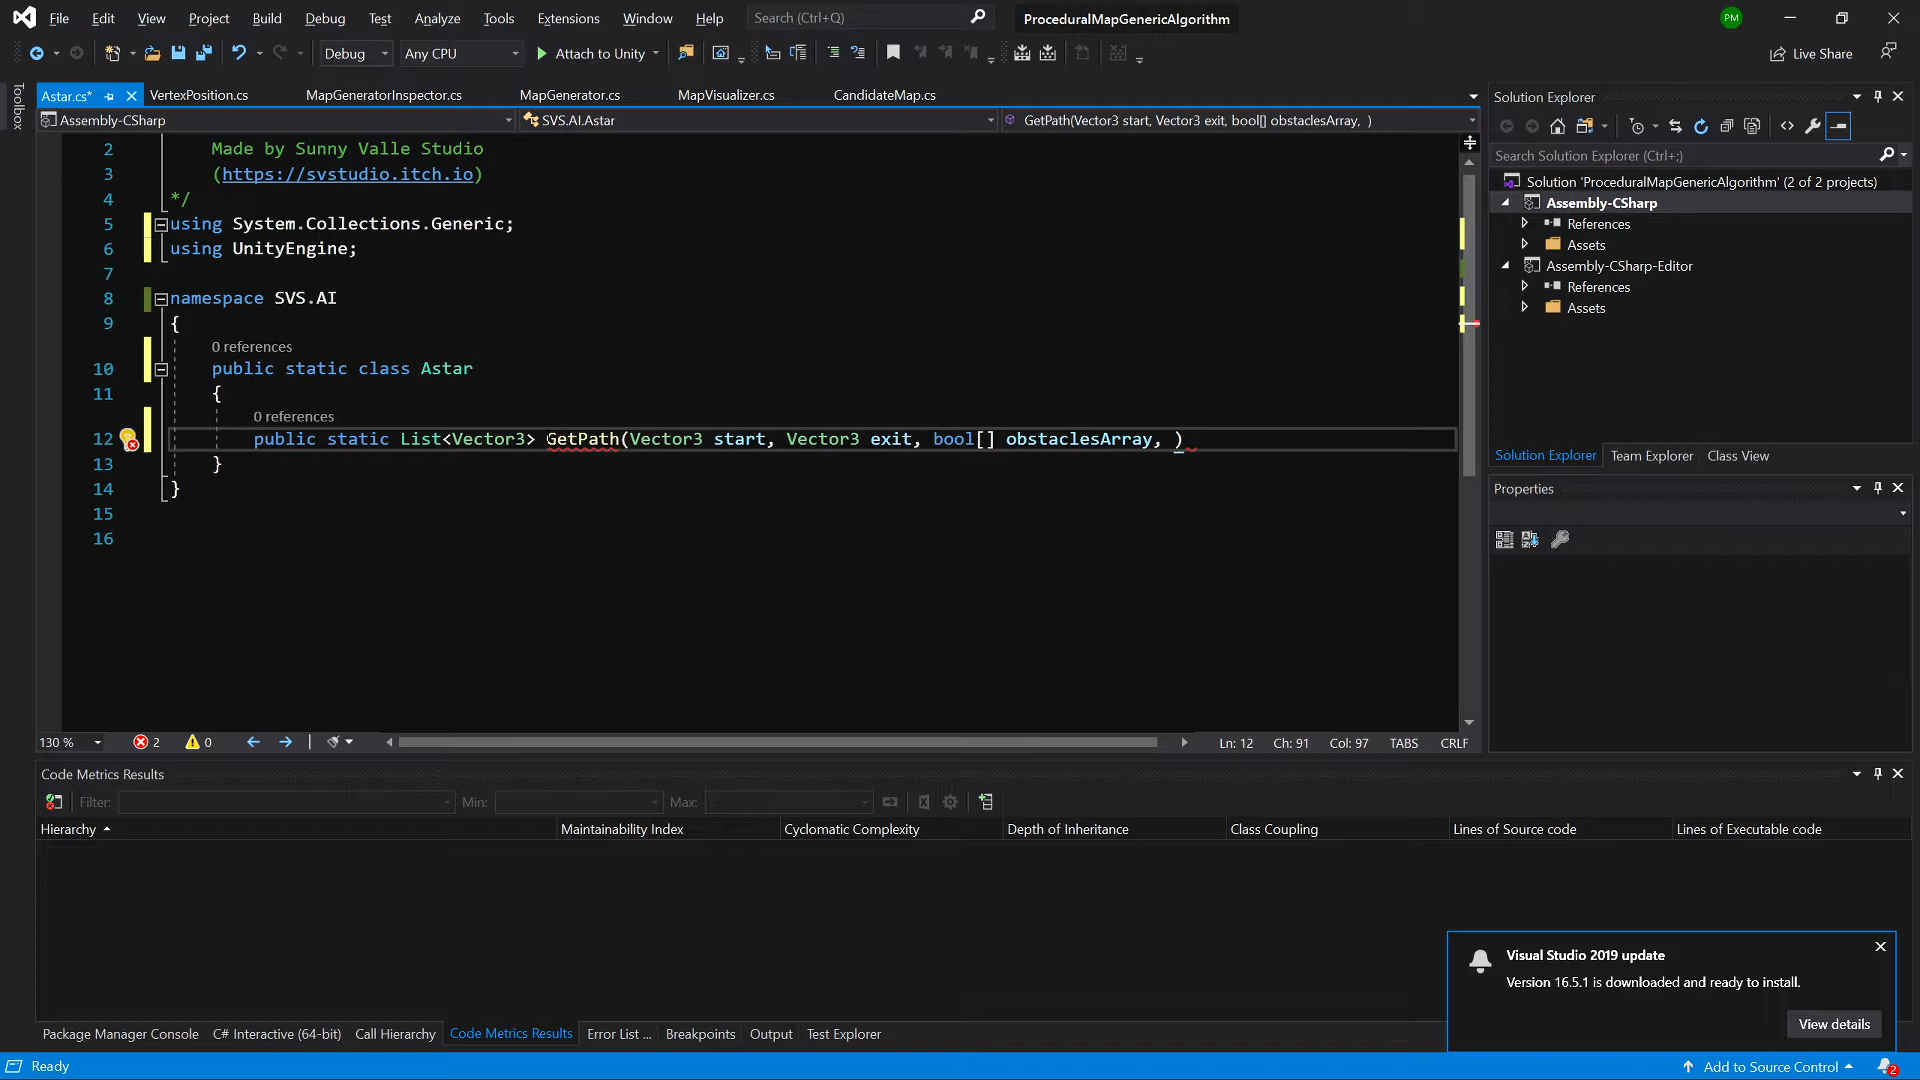 File Edit View Project Build Debug Test Analyze Tools Extensions Window Help Search (Ctrl+Q) ProceduralMapGenericAlgorithm PM
Debug Any CPU Attach to Unity Live Share
Toolbox
Astar.cs* VertexPosition.cs MapGeneratorInspector.cs MapGenerator.cs MapVisualizer.cs CandidateMap.cs
Assembly-CSharp SVS.AI.Astar GetPath(Vector3 start, Vector3 exit, bool[] obstaclesArray, )
2 Made by Sunny Valle Studio
3 (https://svstudio.itch.io)
4 */
5 using System.Collections.Generic;
6 using UnityEngine;
7
8 namespace SVS.AI
9 {
0 references
10 public static class Astar
11 {
0 references
12 public static List<Vector3> GetPath(Vector3 start, Vector3 exit, bool[] obstaclesArray, )
13 }
14 }
15
16
130 % 2 0 Ln: 12 Ch: 91 Col: 97 TABS CRLF
Solution Explorer
Search Solution Explorer (Ctrl+;)
Solution 'ProceduralMapGenericAlgorithm' (2 of 2 projects)
Assembly-CSharp
References
Assets
Assembly-CSharp-Editor
References
Assets
Solution Explorer Team Explorer Class View
Properties
Code Metrics Results
Filter: Min: Max:
Hierarchy Maintainability Index Cyclomatic Complexity Depth of Inheritance Class Coupling Lines of Source code Lines of Executable code
Visual Studio 2019 update
Version 16.5.1 is downloaded and ready to install.
View details
Package Manager Console C# Interactive (64-bit) Call Hierarchy Code Metrics Results Error List ... Breakpoints Output Test Explorer
Ready Add to Source Control 2